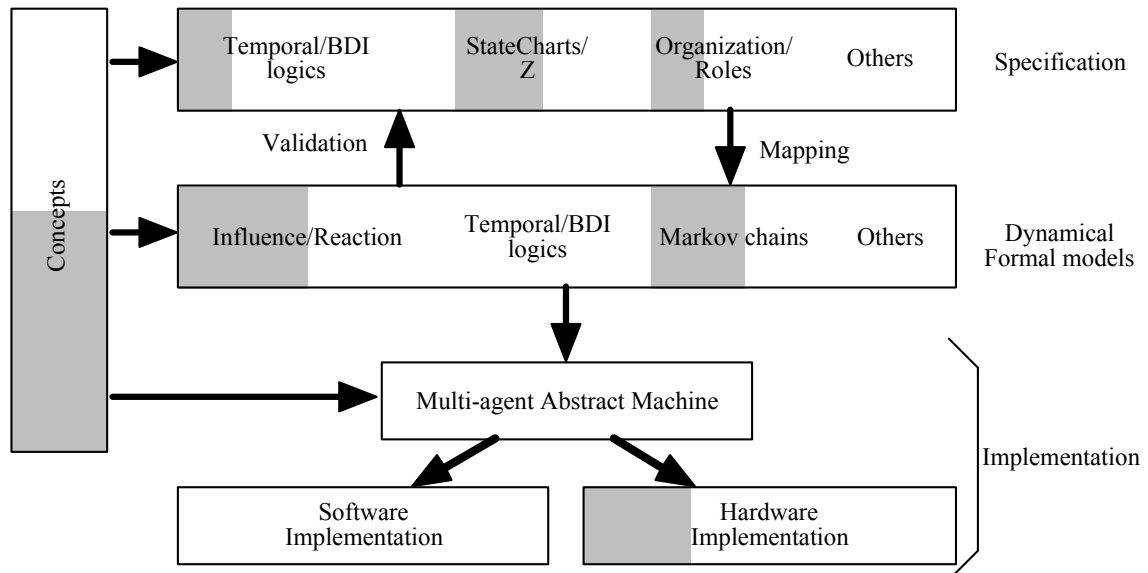 Temporal/BDI
logics
StateCharts/
Z
Organization/
Roles
Others
Specification
Validation
Mapping
Concepts
Influence/Reaction
Temporal/BDI
logics
Markov chains
Others
Dynamical
Formal models
Multi-agent Abstract Machine
Implementation
Software
Implementation
Hardware
Implementation